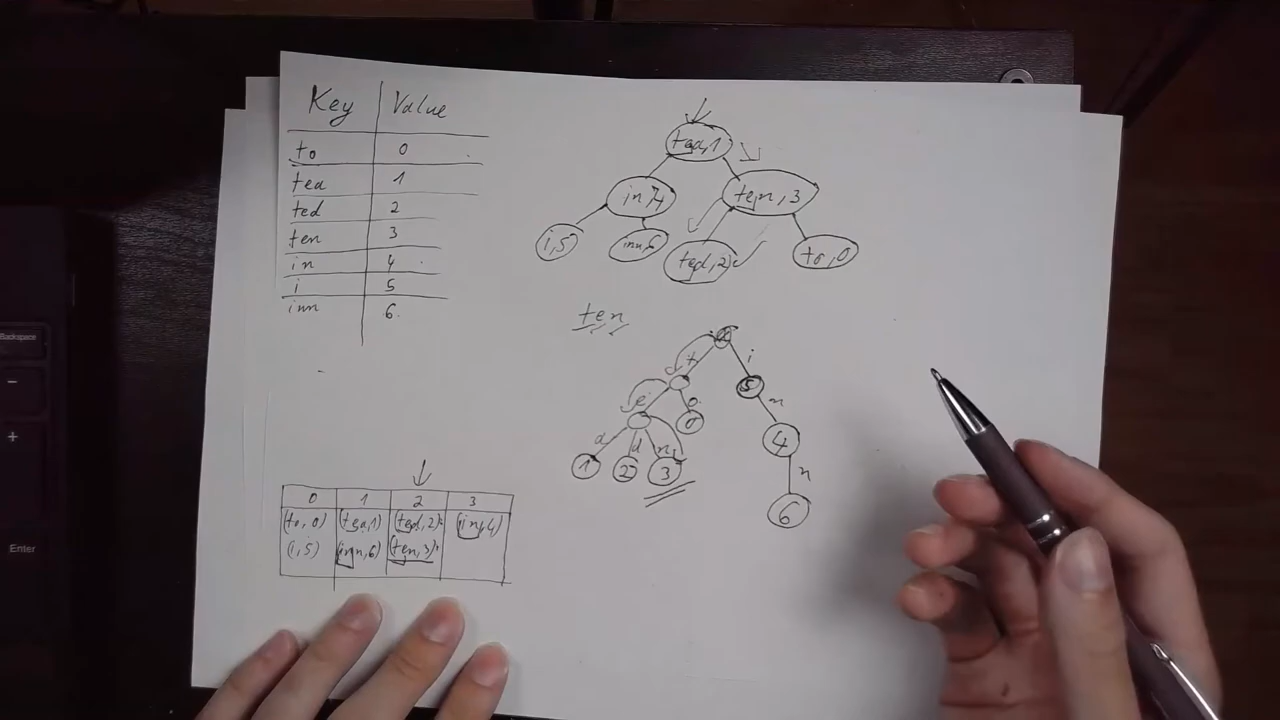 Key Value
to 0
tea 1
ted 2
ten 3
in 4
i 5
inn 6
tea, 1
in, 4
ten, 3
i, 5
inn, 6
ted, 2
to, 0
ten
t i
e o 5 n
0 4
a d n n
1 2 3
6
0 1 2 3
(to, 0) (tea, 1) (ted, 2) (in, 4)
(i, 5) (inn, 6) (ten, 3)
Backspace
-
+
Enter